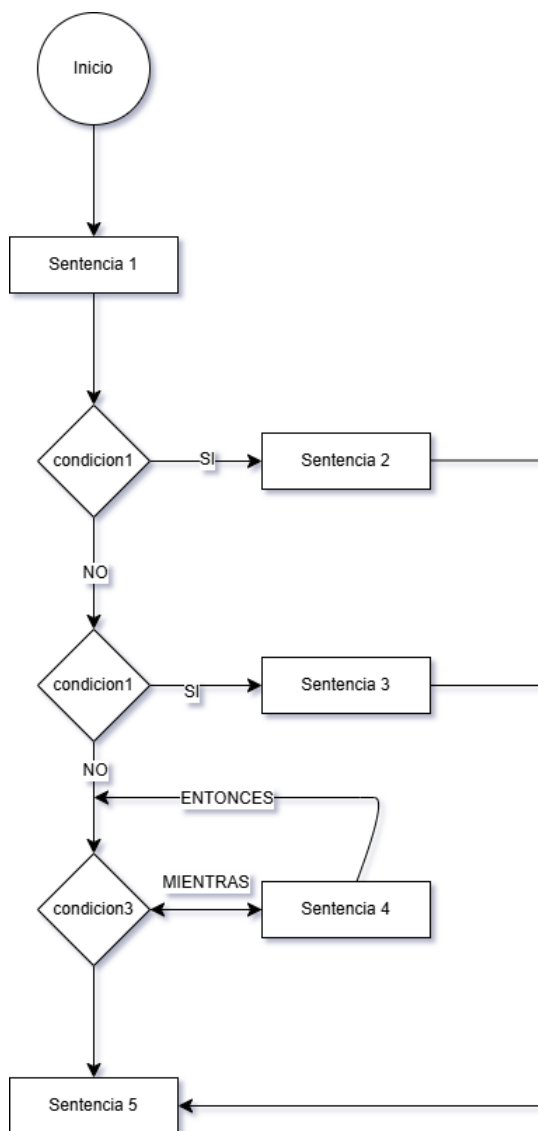 Inicio
Sentencia 1
condicion1
SI
Sentencia 2
NO
condicion1
SI
Sentencia 3
NO
ENTONCES
MIENTRAS
condicion3
Sentencia 4
Sentencia 5